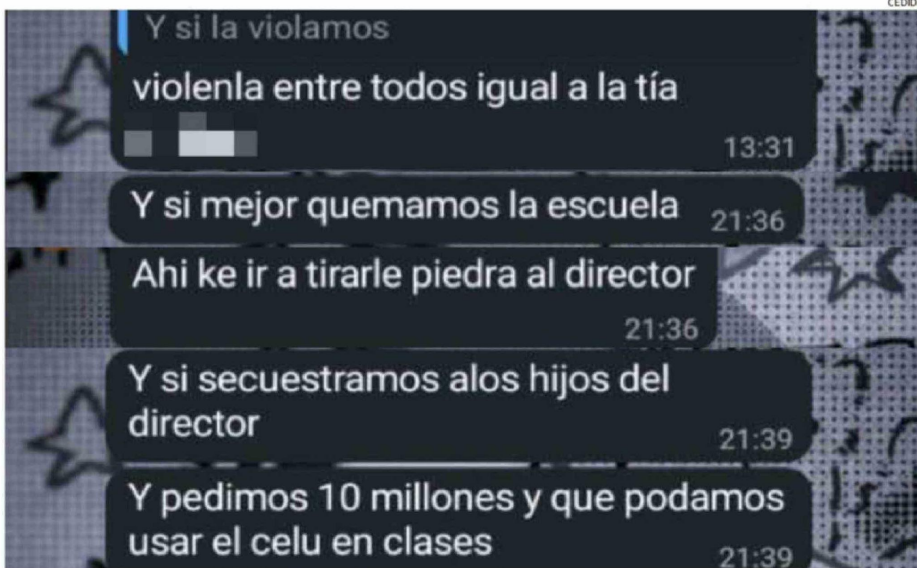 CEDID
Y si la violamos
violenla entre todos igual a la tía
13:31
Y si mejor quemamos la escuela 21:36
Ahi ke ir a tirarle piedra al director
21:36
Y si secuestramos alos hijos del
director
21:39
Y pedimos 10 millones y que podamos
usar el celu en clases
21:39